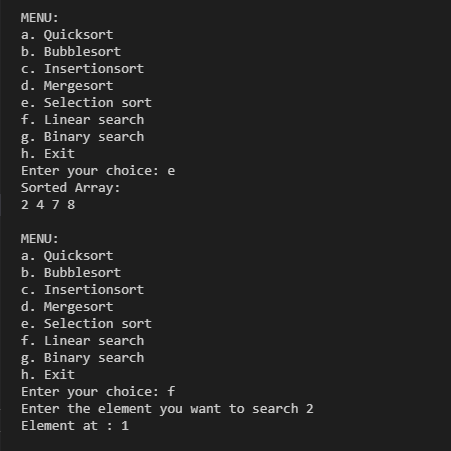 MENU:
a. Quicksort
b. Bubblesort
c. Insertionsort
d. Mergesort
e. Selection sort
f. Linear search
g. Binary search
h. Exit
Enter your choice: e
Sorted Array:
2 4 7 8
MENU:
a. Quicksort
b. Bubblesort
c. Insertionsort
d. Mergesort
e. Selection sort
f. Linear search
g. Binary search
h. Exit
Enter your choice: f
Enter the element you want to search 2
Element at : 1